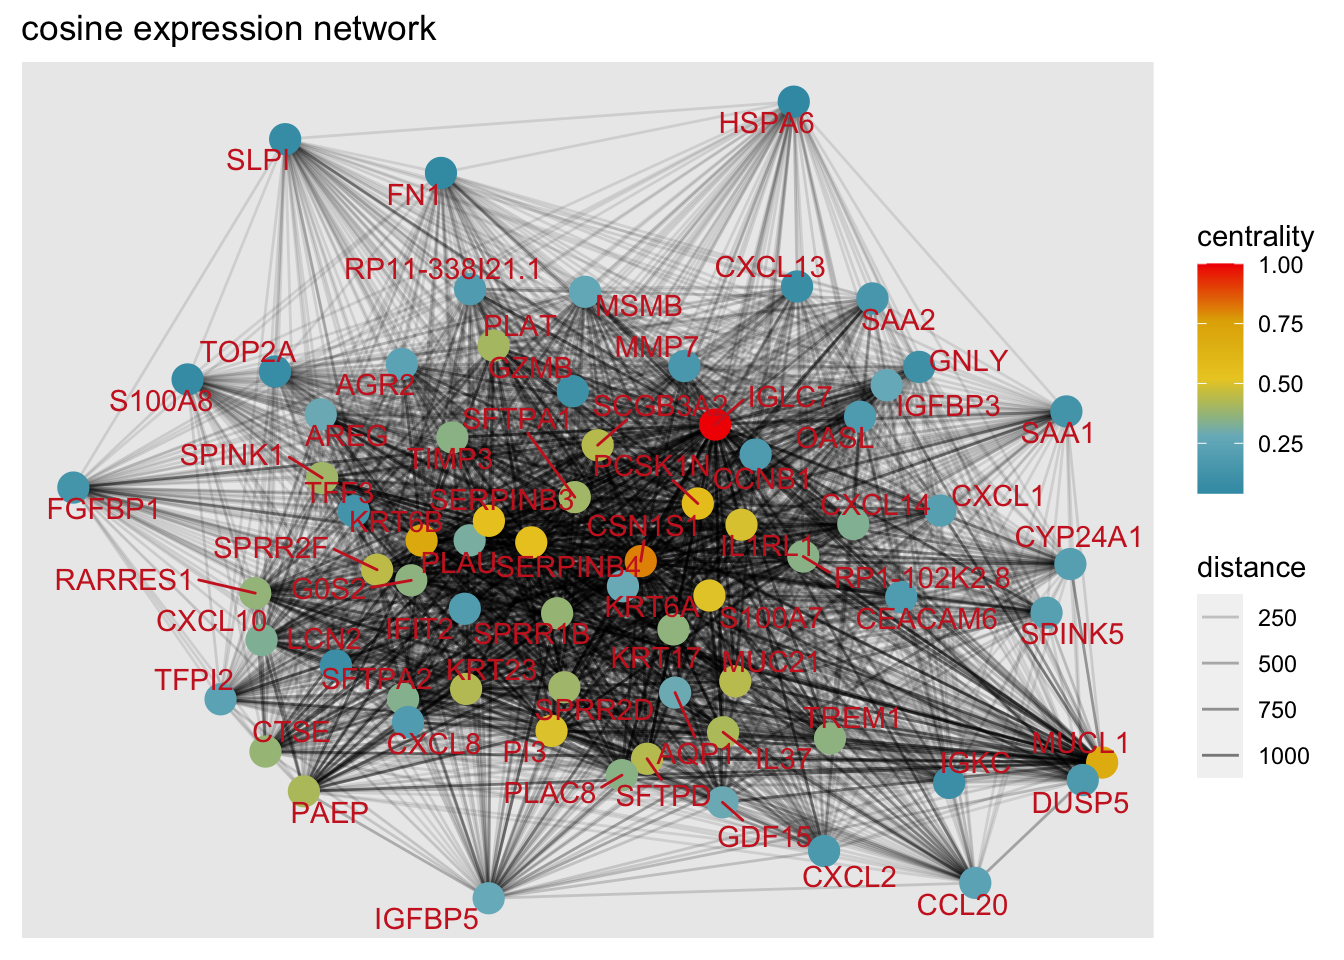 cosine expression network
HSPA6
SLPI
FN1
RP11-338I21.1
CXCL13
MSMB
SAA2
PLAT
TOP2A
MMP7
GNLY
GZMB
AGR2
S100A8
IGLC7
SCGB3A2
IGFBP3
SFTPA1
AREG
OASL
SAA1
SPINK1
TIMP3
PCSK1N
CCNB1
TFF3
SERPINB3
CXCL14
CXCL1
FGFBP1
KRT6B
CSN1S1
CYP24A1
SPRR2F
IL1RL1
PLAU
SERPINB4
RARRES1
G0S2
RP1-102K2.8
KRT6A
CXCL10
S100A7
CEACAM6
IFIT2
SPRR1B
SPINK5
LCN2
KRT17
MUC21
TFPI2
SFTPA2
KRT23
SPRR2D
TREM1
CTSE
CXCL8
PI3
AQP1
IL37
MUCL1
IGKC
PLAC8
SFTPD
DUSP5
PAEP
GDF15
CXCL2
IGFBP5
CCL20
centrality
1.00
0.75
0.50
0.25
distance
250
500
750
1000